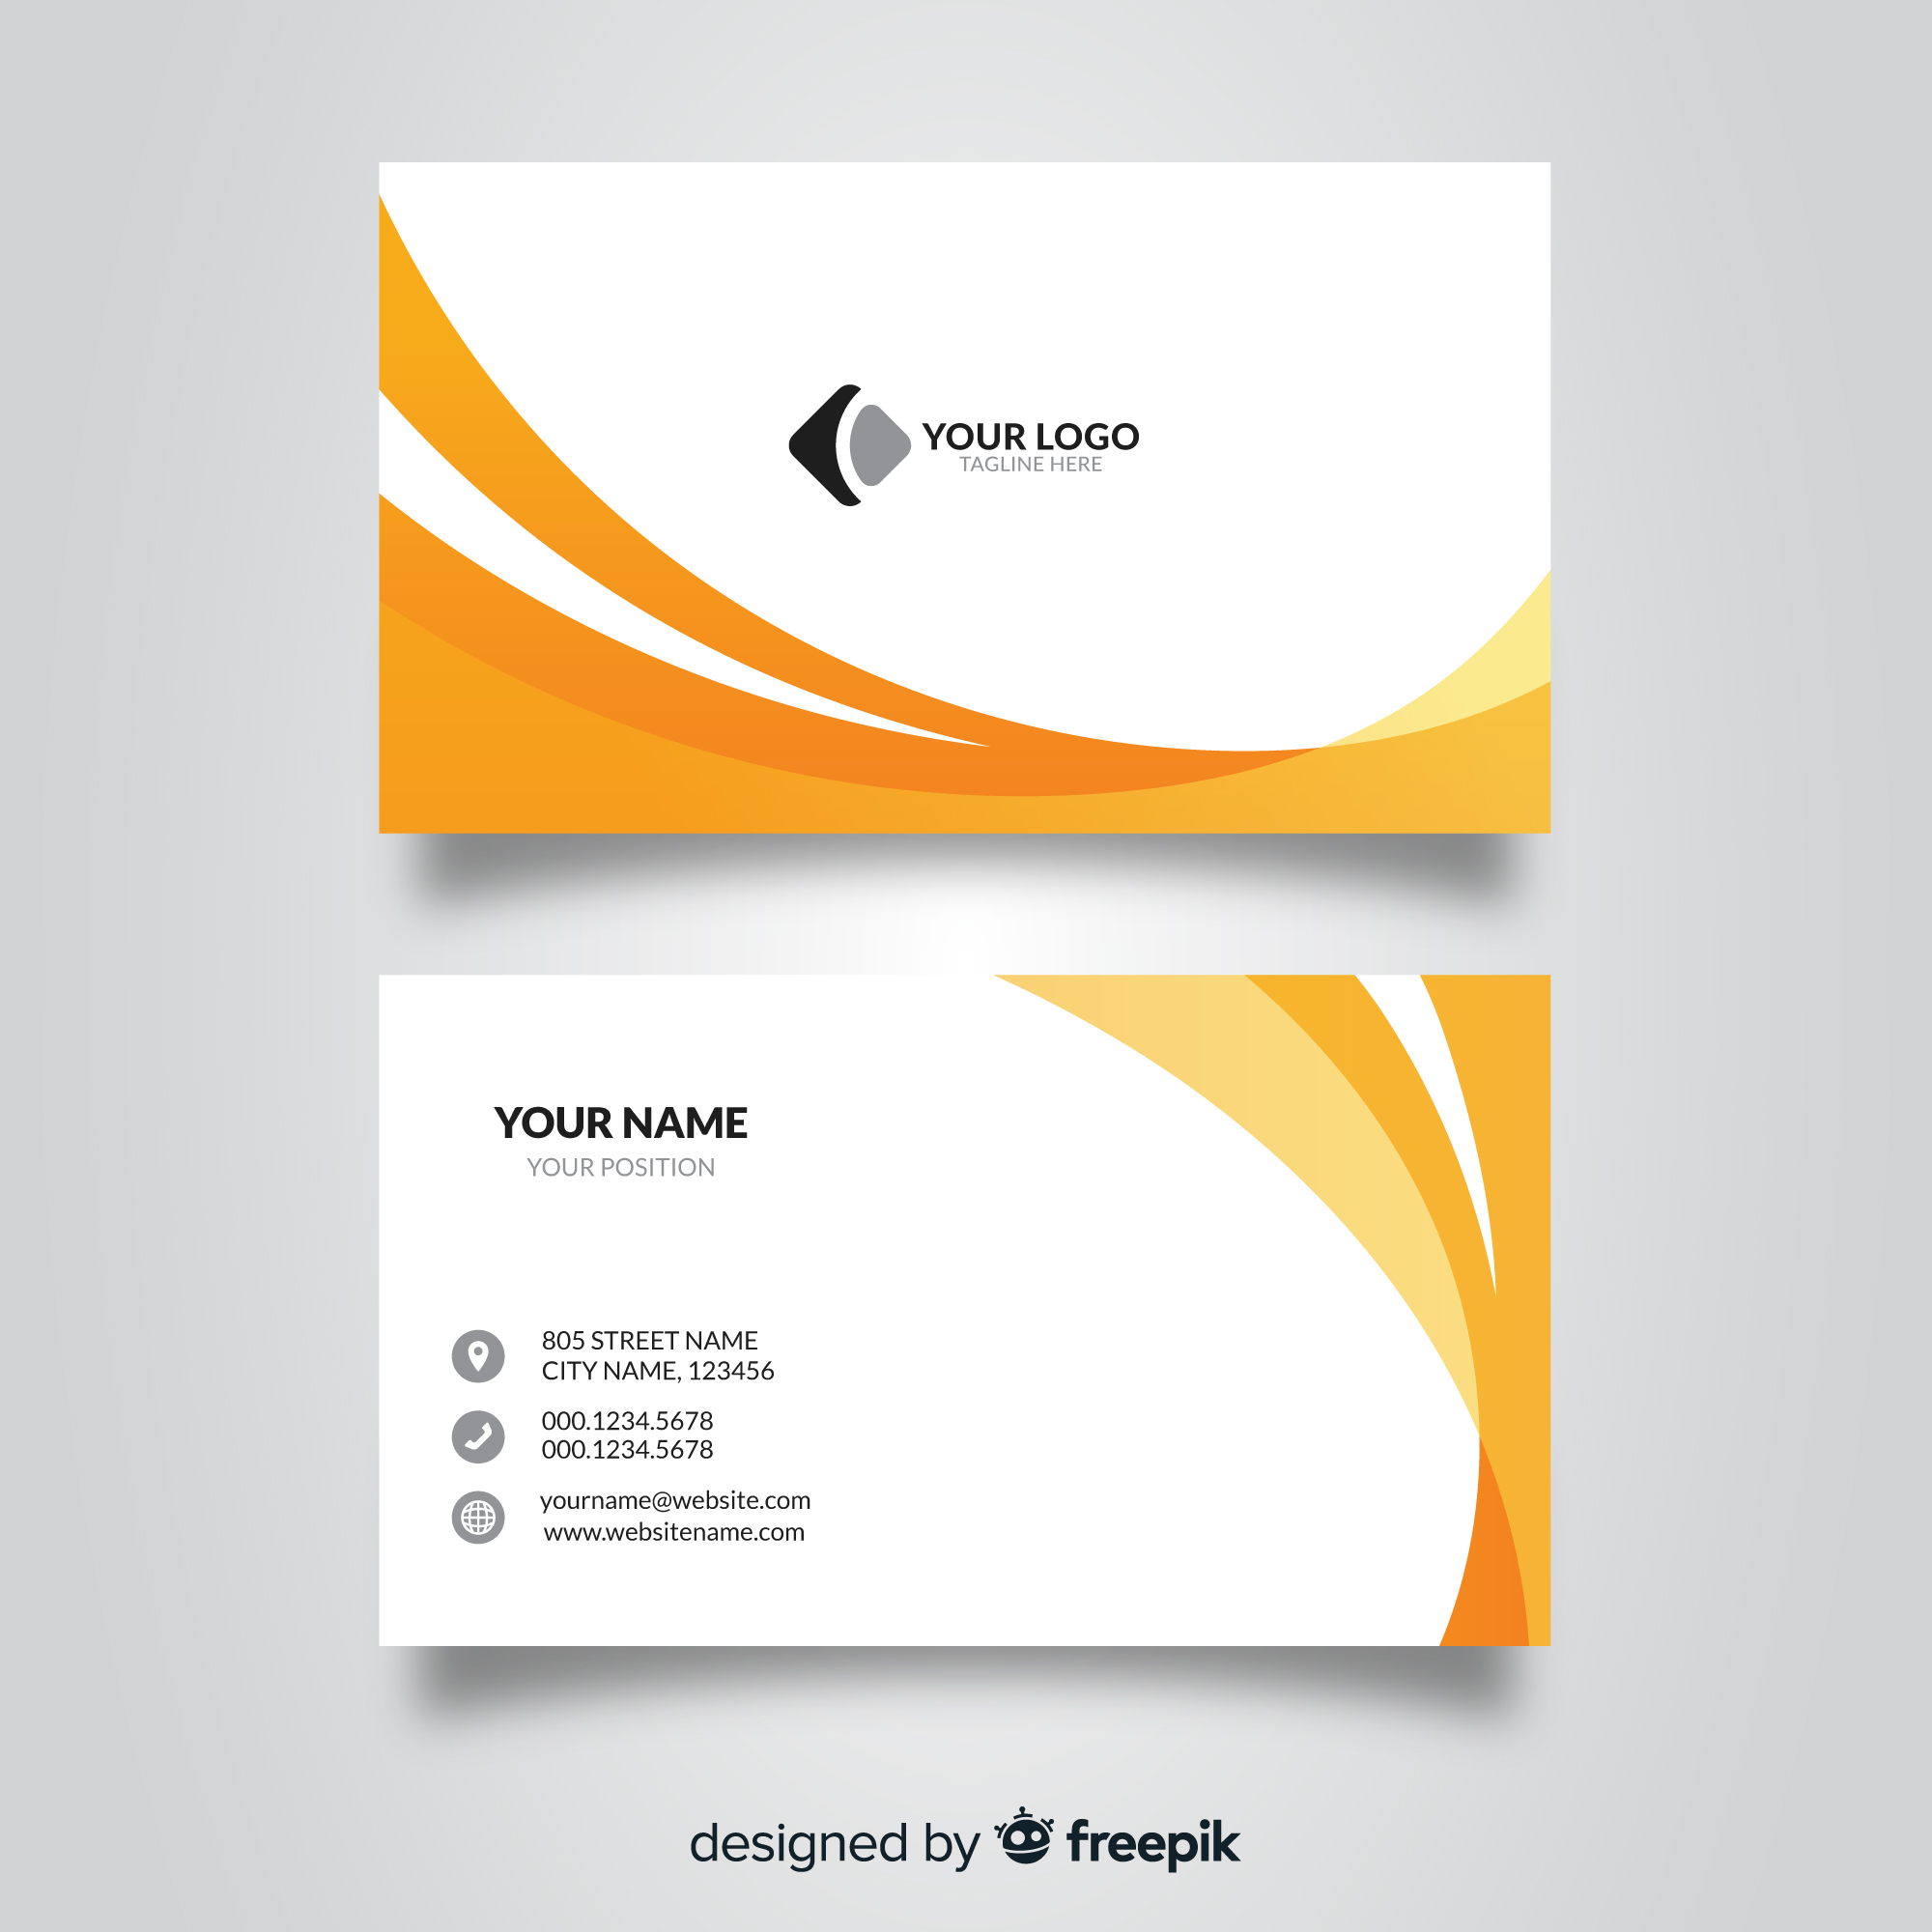 YOUR LOGO
TAGLINE HERE
YOUR NAME
YOUR POSITION
805 STREET NAME
CITY NAME, 123456
000.1234.5678
000.1234.5678
yourname@website.com
www.websitename.com
designed by freepik